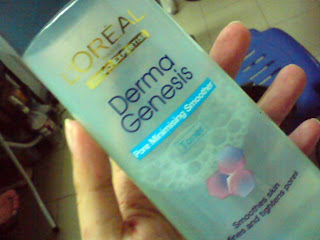 L'ORÉAL
Derma
Genesis
Pore Minimising Smoother
Toner
Smoothes skin
and tightens pores